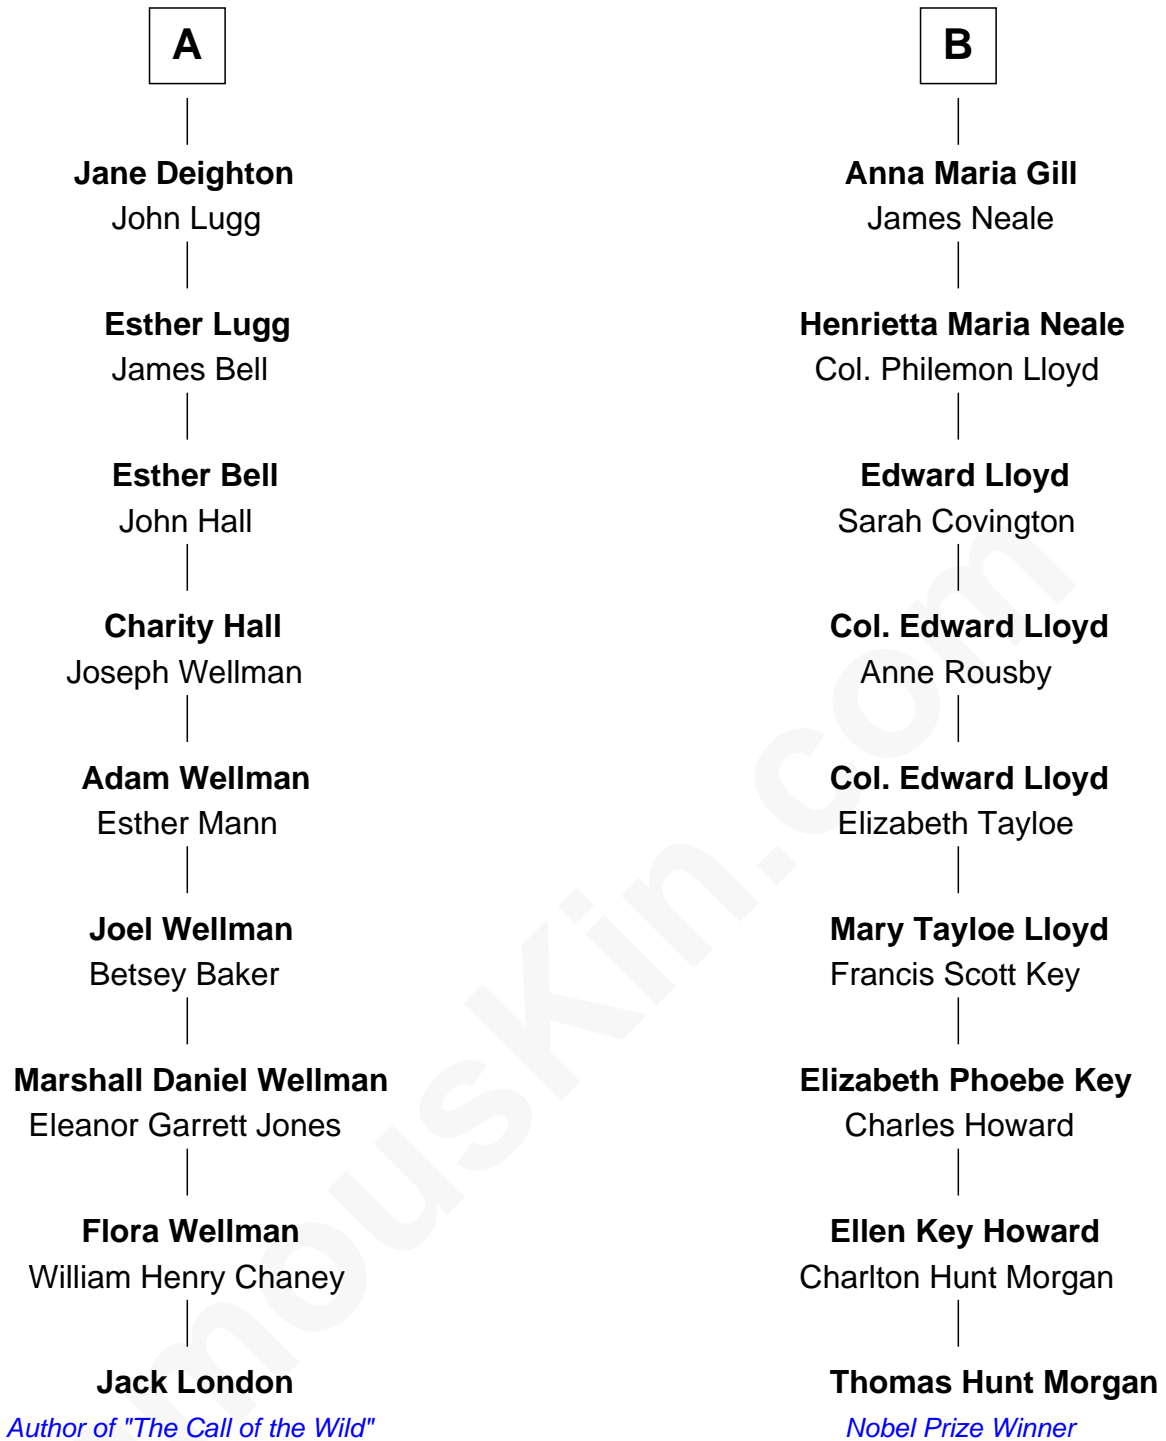 A
Jane Deighton
John Lugg
Esther Lugg
James Bell
Esther Bell
John Hall
Charity Hall
Joseph Wellman
Adam Wellman
Esther Mann
Joel Wellman
Betsey Baker
Marshall Daniel Wellman
Eleanor Garrett Jones
Flora Wellman
William Henry Chaney
Jack London
Author of "The Call of the Wild"
B
Anna Maria Gill
James Neale
Henrietta Maria Neale
Col. Philemon Lloyd
Edward Lloyd
Sarah Covington
Col. Edward Lloyd
Anne Rousby
Col. Edward Lloyd
Elizabeth Tayloe
Mary Tayloe Lloyd
Francis Scott Key
Elizabeth Phoebe Key
Charles Howard
Ellen Key Howard
Charlton Hunt Morgan
Thomas Hunt Morgan
Nobel Prize Winner
mousKin.com